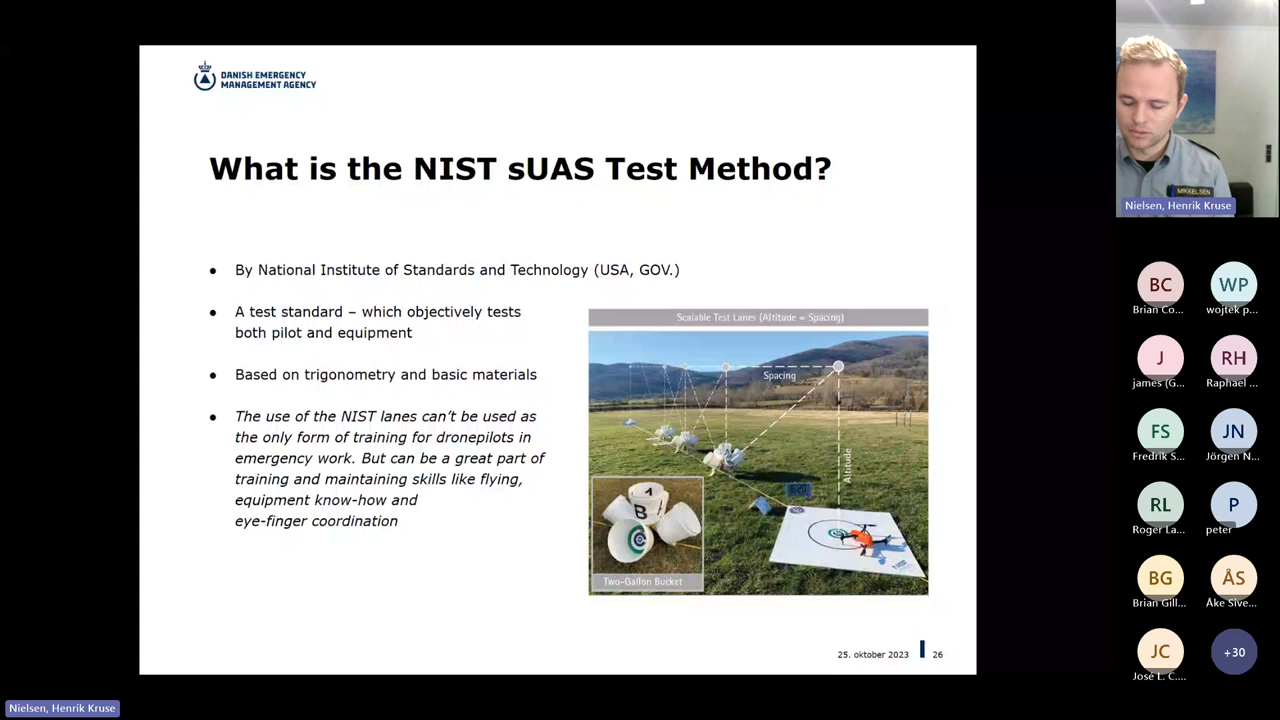 DANISH EMERGENCY
MANAGEMENT AGENCY
What is the NIST sUAS Test Method?
● By National Institute of Standards and Technology (USA, GOV.)
● A test standard – which objectively tests
both pilot and equipment
● Based on trigonometry and basic materials
● The use of the NIST lanes can’t be used as
the only form of training for dronepilots in
emergency work. But can be a great part of
training and maintaining skills like flying,
equipment know-how and
eye-finger coordination
Scalable Test Lanes (Altitude = Spacing)
Spacing
Altitude
1
B
Two-Gallon Bucket
25. oktober 2023
26
MIKKELSEN
Nielsen, Henrik Kruse
BC
Brian Co...
WP
wojtek p...
J
james (G...
RH
Raphael ...
FS
Fredrik S...
JN
Jörgen N...
RL
Roger La...
P
peter
BG
Brian Gill...
ÅS
Åke Sive...
JC
José L. C....
+30
Nielsen, Henrik Kruse